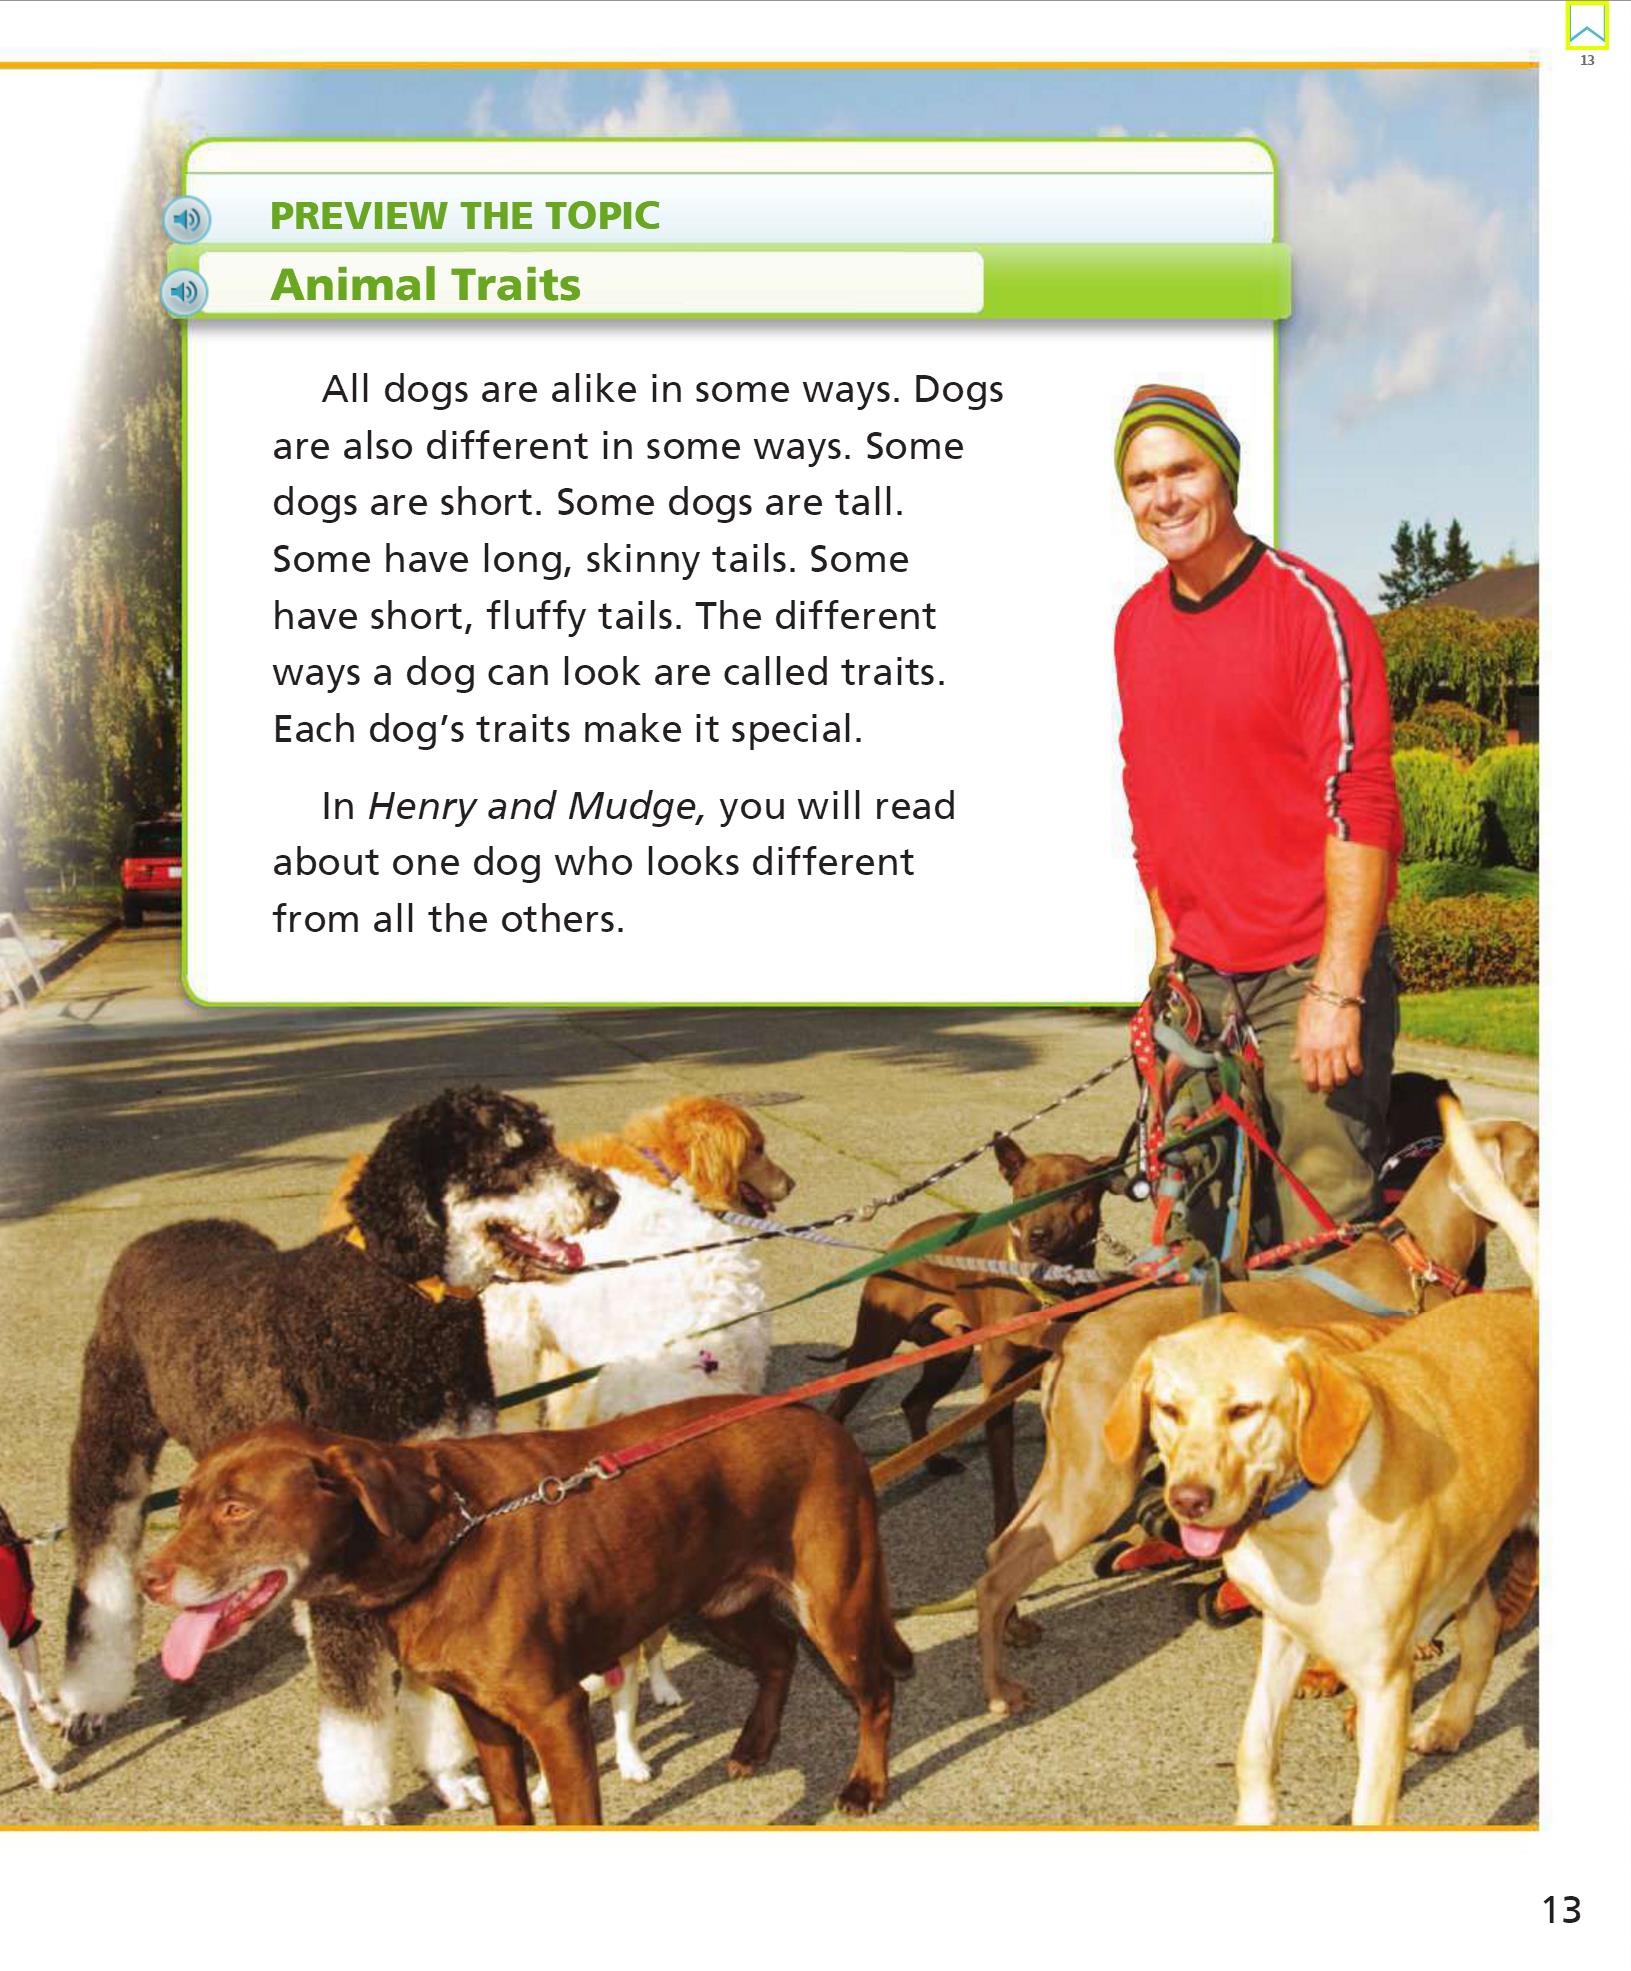 13
PREVIEW THE TOPIC
Animal Traits
All dogs are alike in some ways. Dogs
are also different in some ways. Some
dogs are short. Some dogs are tall.
Some have long, skinny tails. Some
have short, fluffy tails. The different
ways a dog can look are called traits.
Each dog’s traits make it special.
In Henry and Mudge, you will read
about one dog who looks different
from all the others.
13